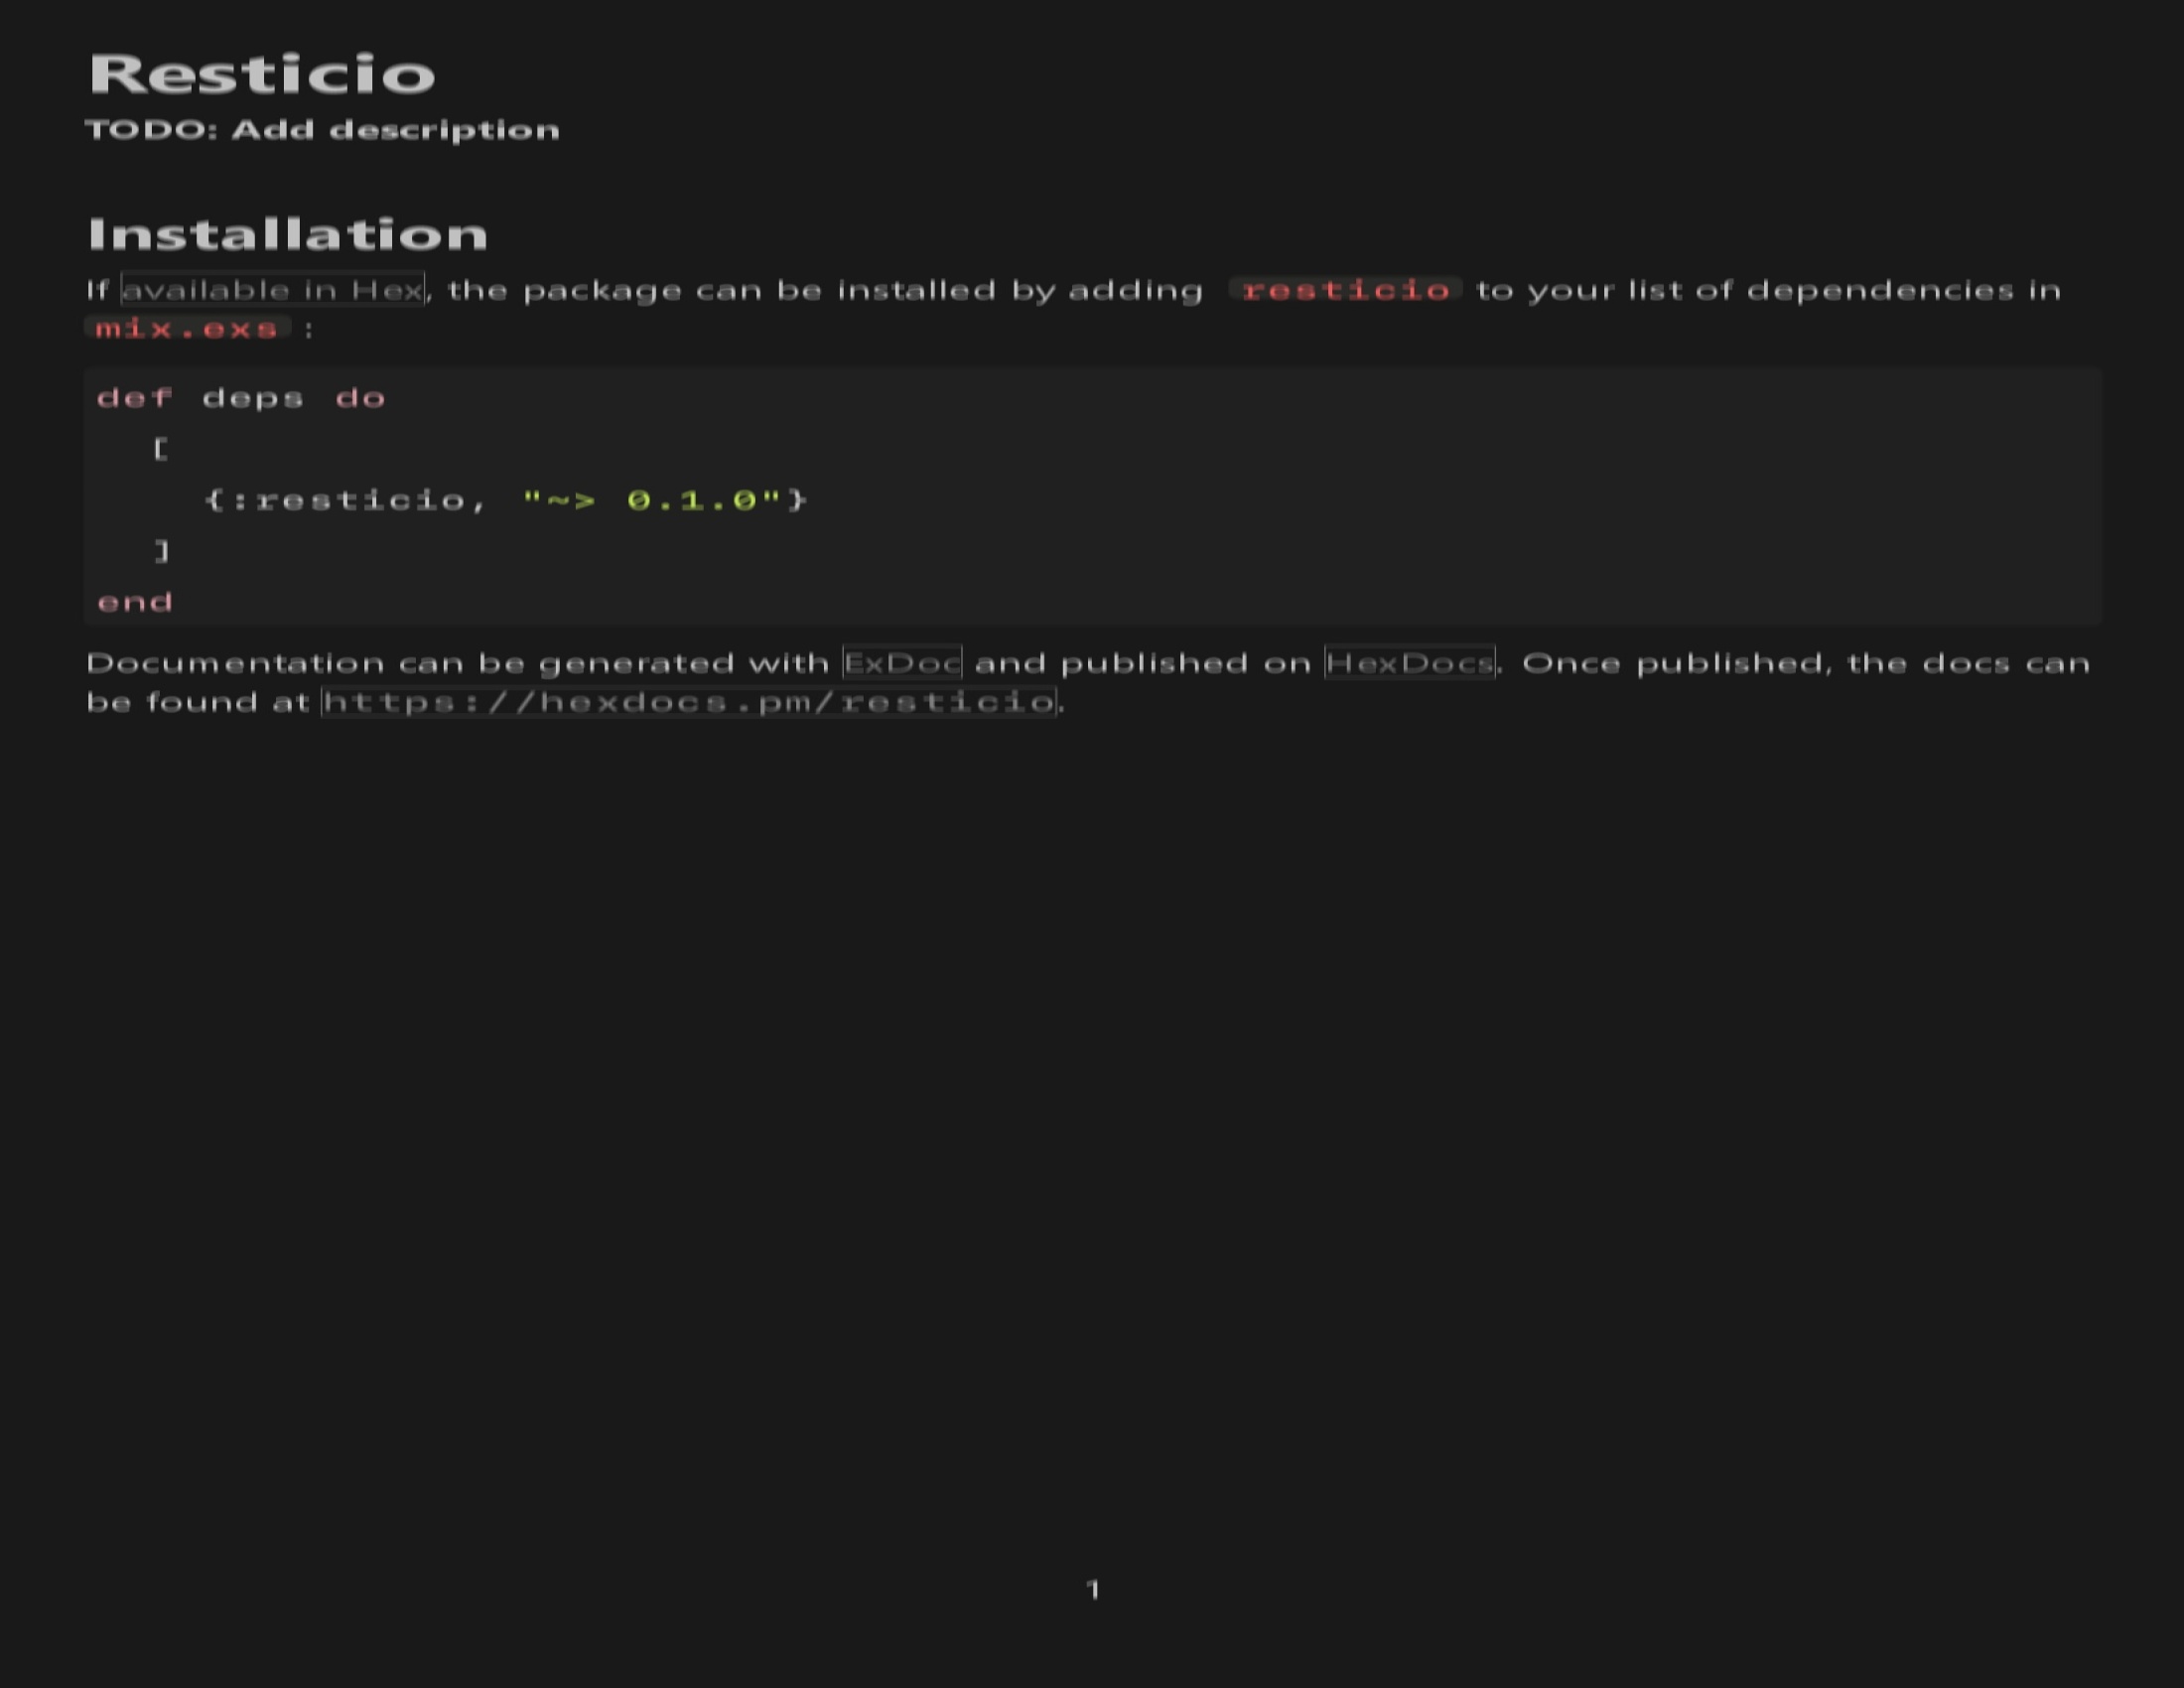 Resticio
TODO: Add description
Installation
If available in Hex, the package can be installed by adding resticio to your list of dependencies in
mix.exs :
def deps do
  [
    {:resticio, "~> 0.1.0"}
  ]
end
Documentation can be generated with ExDoc and published on HexDocs. Once published, the docs can
be found at https://hexdocs.pm/resticio.
1